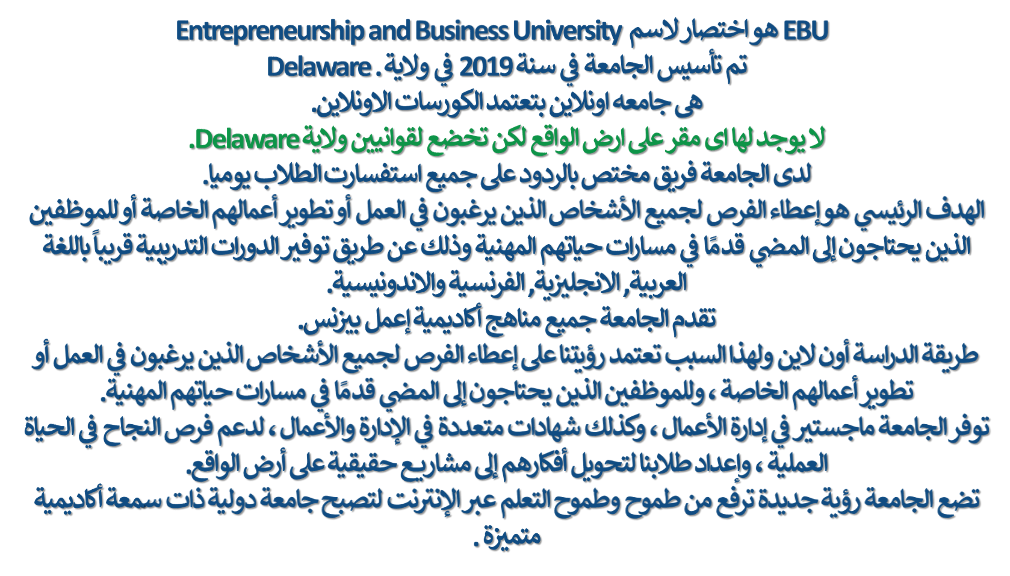 EBU هو اختصار لاسم Entrepreneurship and Business University
تم تأسيس الجامعة في سنة 2019 في ولاية Delaware .
هى جامعه اونلاين بتعتمد الكورسات الاونلاين.
لا يوجد لها اى مقر على ارض الواقع لكن تخضع لقوانيين ولاية Delaware.
لدى الجامعة فريق مختص بالردود على جميع استفسارت الطلاب يوميا.
الهدف الرئيسي هو إعطاء الفرص لجميع الأشخاص الذين يرغبون في العمل أو تطوير أعمالهم الخاصة أو للموظفين
الذين يحتاجون إلى المضي قدمًا في مسارات حياتهم المهنية وذلك عن طريق توفير الدورات التدريبية قريباً باللغة
العربية, الانجليزية, الفرنسية والاندونيسية.
تقدم الجامعة جميع مناهج أكاديمية إعمل بيزنس.
طريقة الدراسة أون لاين ولهذا السبب تعتمد رؤيتنا على إعطاء الفرص لجميع الأشخاص الذين يرغبون في العمل أو
تطوير أعمالهم الخاصة ، وللموظفين الذين يحتاجون إلى المضي قدمًا في مسارات حياتهم المهنية.
توفر الجامعة ماجستير في إدارة الأعمال ، وكذلك شهادات متعددة في الإدارة والأعمال ، لدعم فرص النجاح في الحياة
العملية ، وإعداد طلابنا لتحويل أفكارهم إلى مشاريع حقيقية على أرض الواقع.
تضع الجامعة رؤية جديدة ترفع من طموح وطموح التعلم عبر الإنترنت لتصبح جامعة دولية ذات سمعة أكاديمية
متميزة .